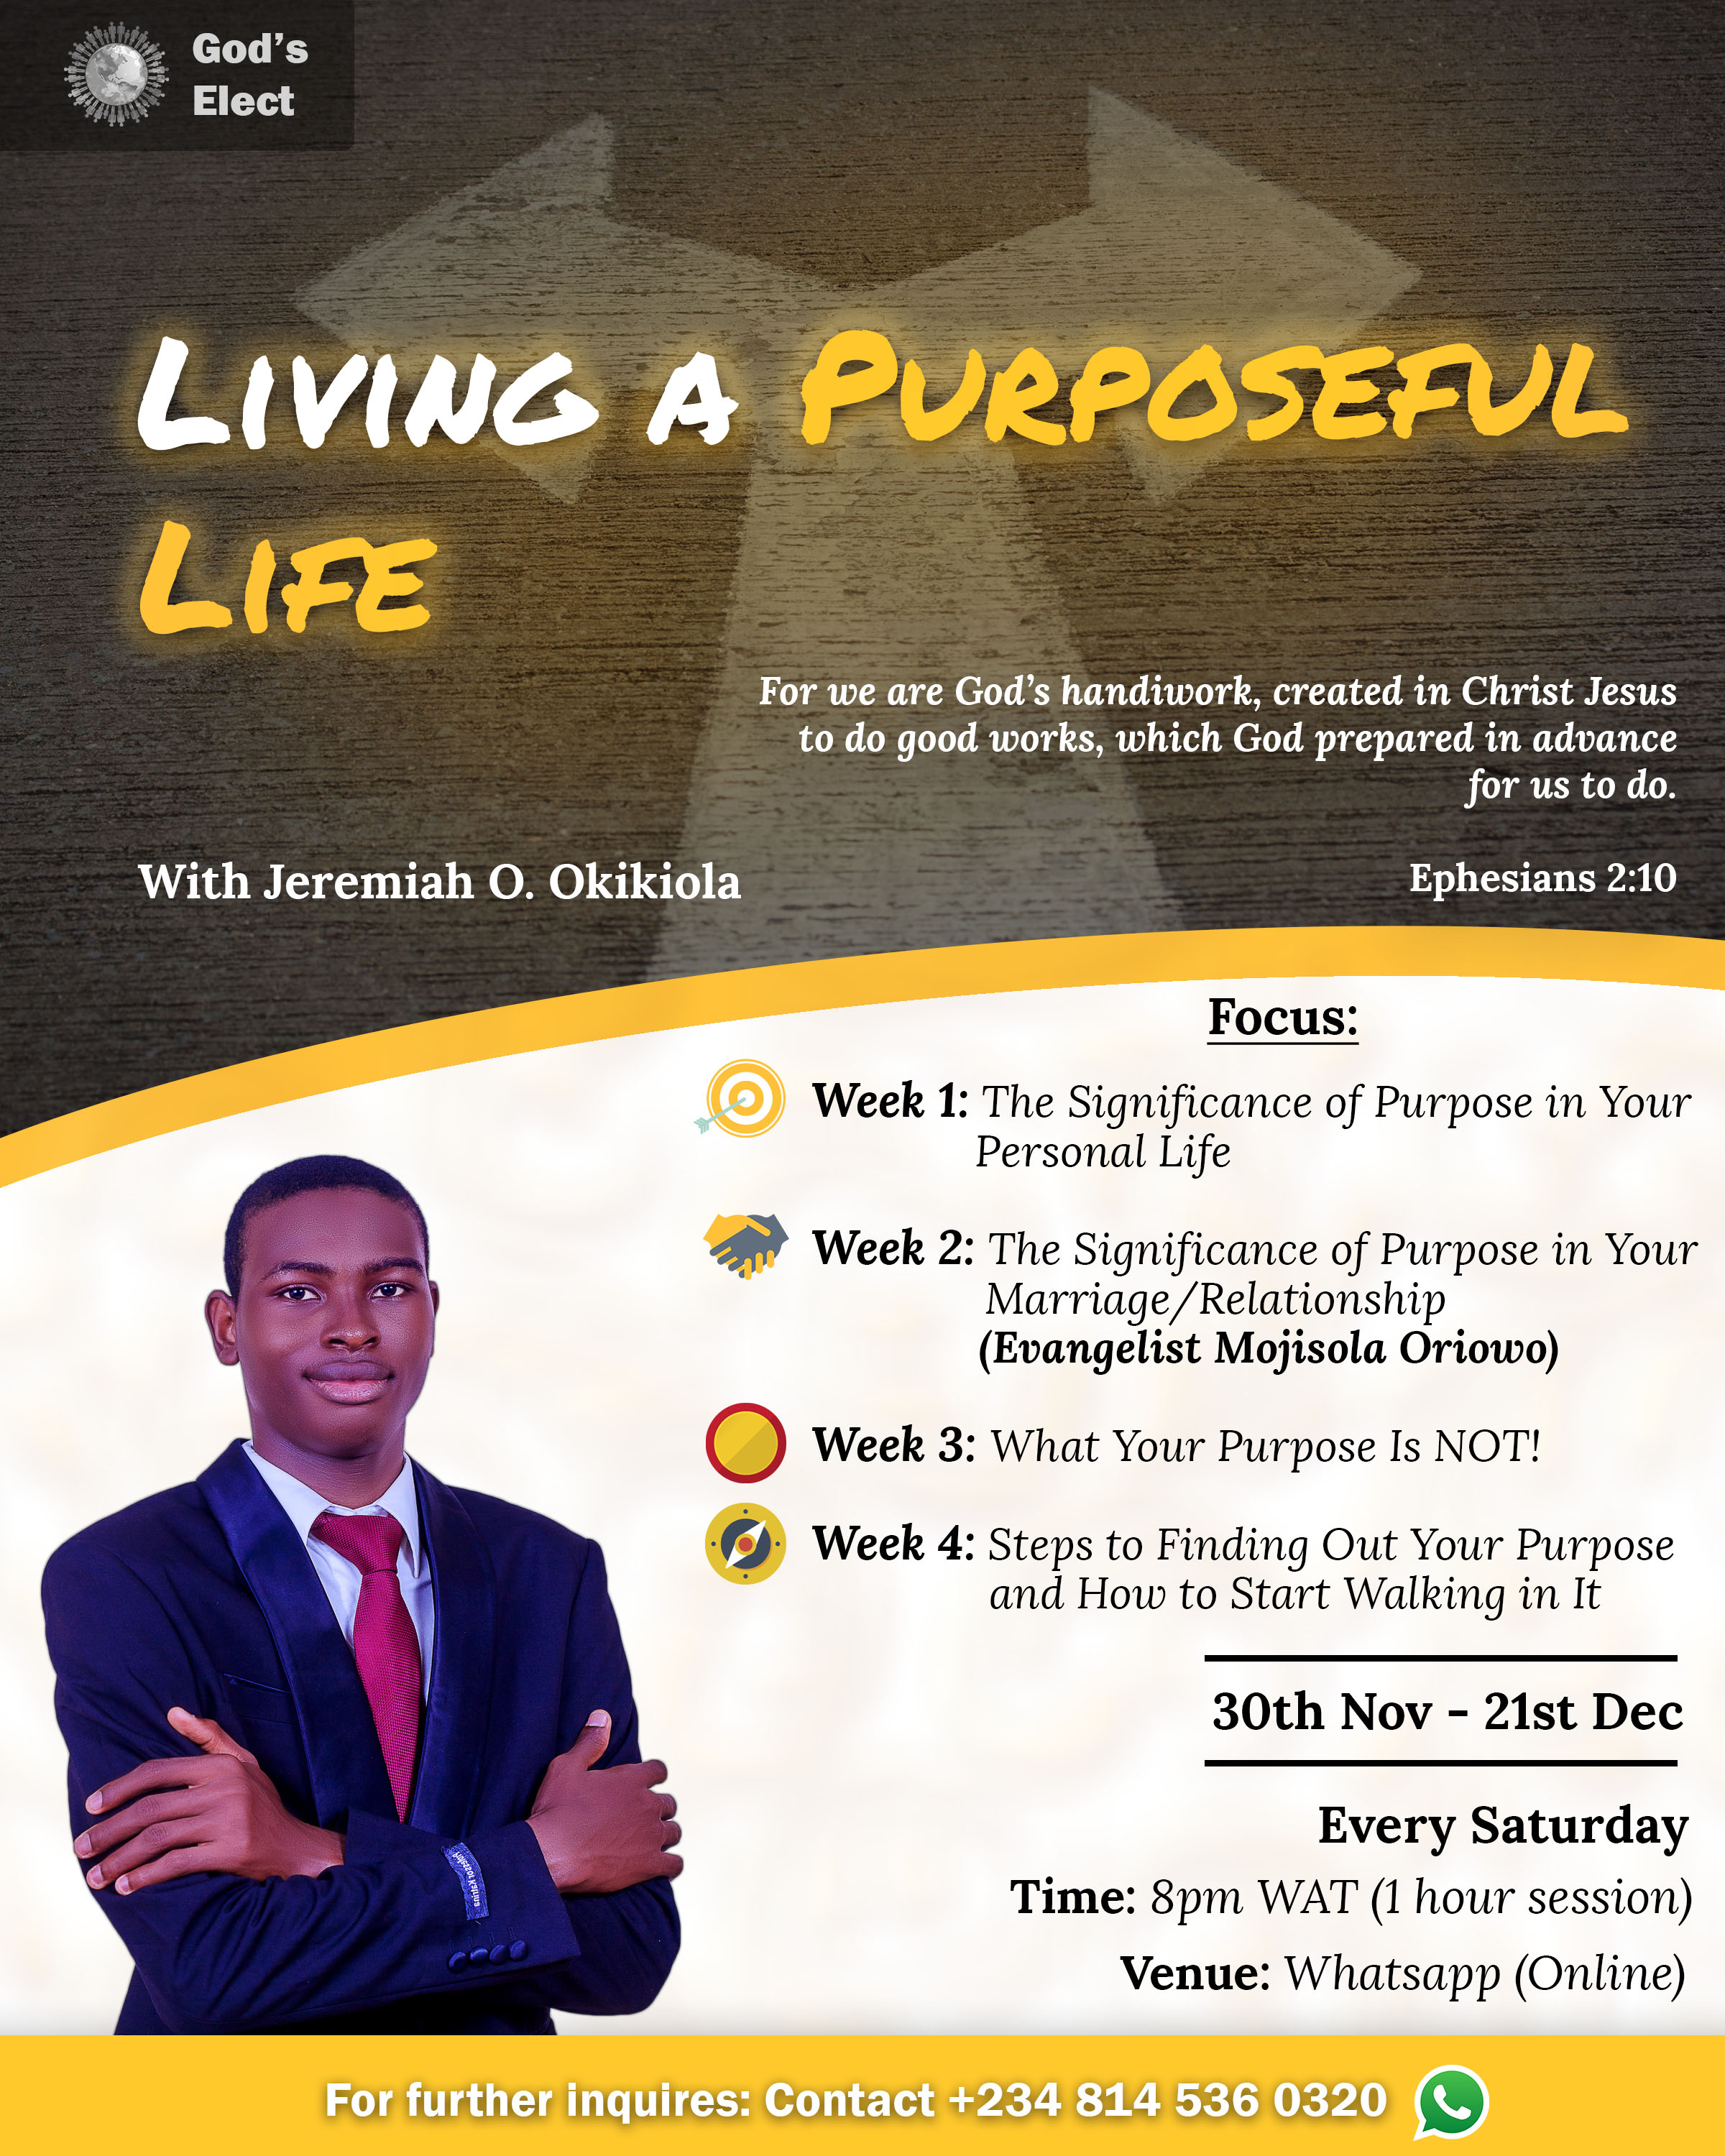 God's
Elect
Living a Purposeful
Life
For we are God's handiwork, created in Christ Jesus
to do good works, which God prepared in advance
for us to do.
With Jeremiah O. Okikiola
Ephesians 2:10
Focus:
Week 1: The Significance of Purpose in Your
Personal Life
Week 2: The Significance of Purpose in Your
Marriage/Relationship
(Evangelist Mojisola Oriowo)
Week 3: What Your Purpose Is NOT!
Week 4: Steps to Finding Out Your Purpose
and How to Start Walking in It
30th Nov - 21st Dec
Every Saturday
Time: 8pm WAT (1 hour session)
Venue: Whatsapp (Online)
For further inquires: Contact +234 814 536 0320